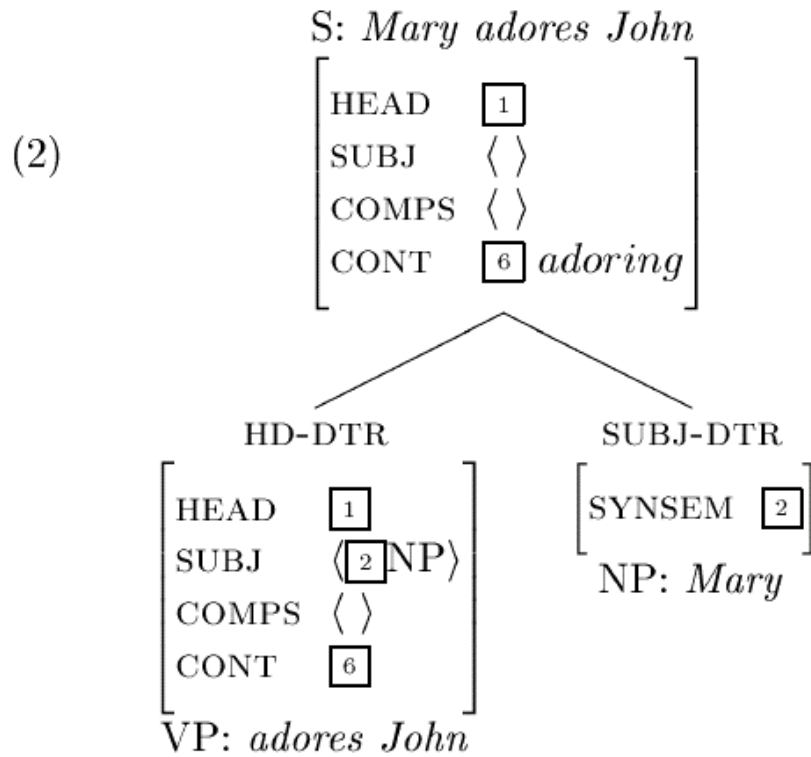 S: Mary adores John
(2)
HEAD 1
SUBJ ⟨ ⟩
COMPS ⟨ ⟩
CONT 6 adoring
HD-DTR
HEAD 1
SUBJ ⟨ 2 NP⟩
COMPS ⟨ ⟩
CONT 6
VP: adores John
SUBJ-DTR
SYNSEM 2
NP: Mary